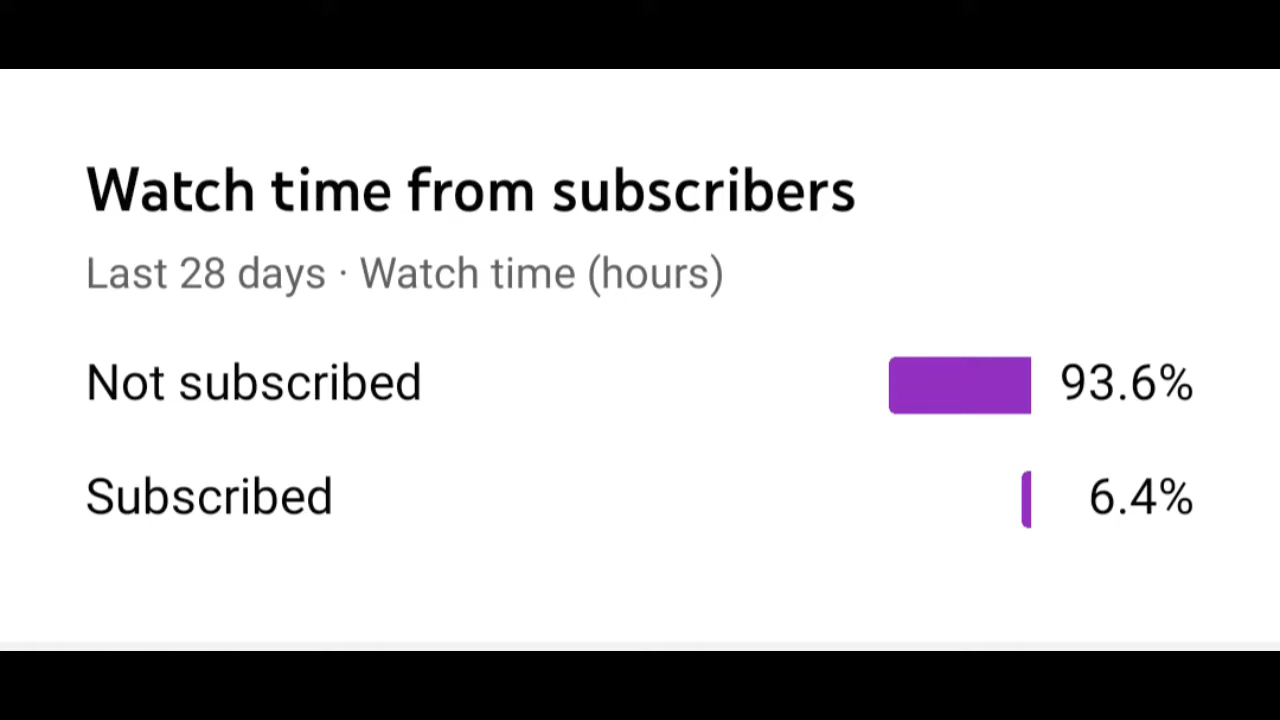 Watch time from subscribers
Last 28 days · Watch time (hours)
Not subscribed 93.6%
Subscribed 6.4%